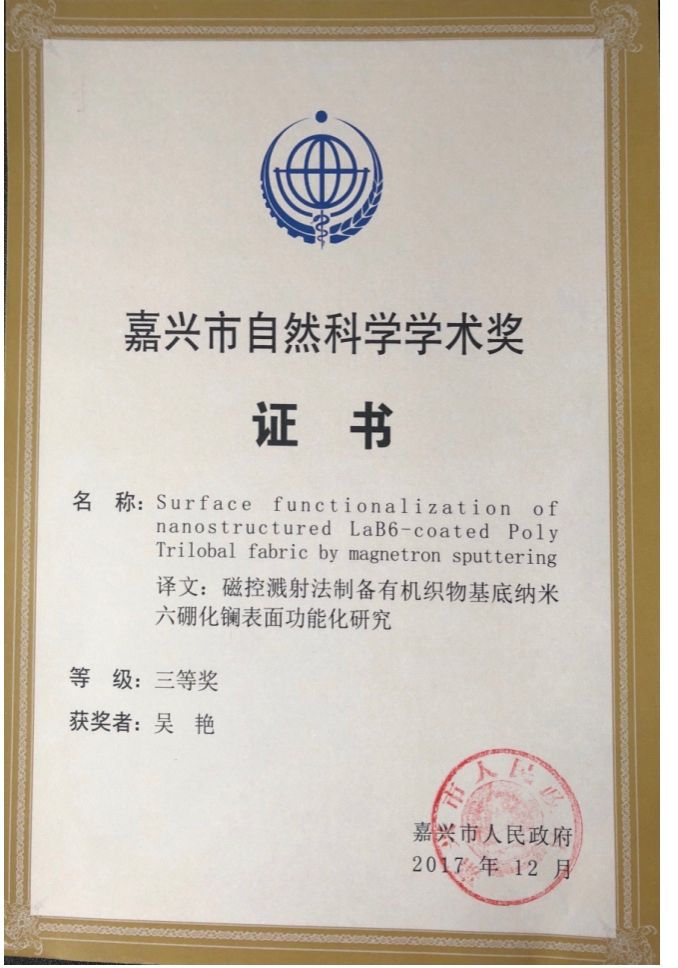 嘉兴市自然科学学术奖
证 书
名 称：Surface functionalization of
nanostructured LaB6-coated Poly
Trilobal fabric by magnetron sputtering
译文：磁控溅射法制备有机织物基底纳米
六硼化镧表面功能化研究
等 级：三等奖
获奖者：吴 艳
嘉兴市人民政府
2017 年 12 月